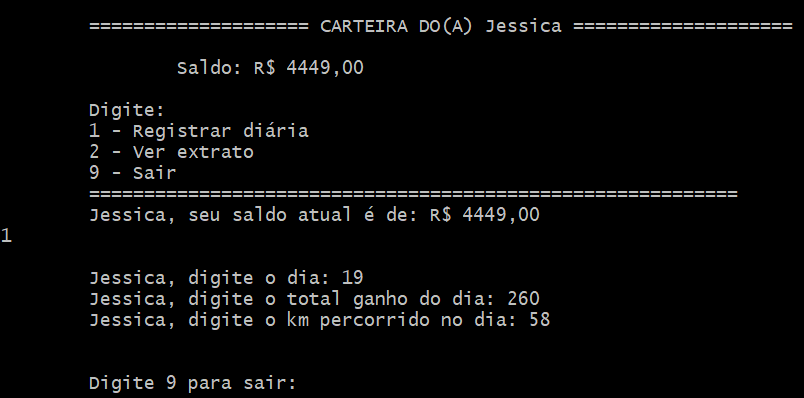 ==================== CARTEIRA DO(A) Jessica ====================
Saldo: R$ 4449,00
Digite:
1 - Registrar diária
2 - Ver extrato
9 - Sair
===========================================================
Jessica, seu saldo atual é de: R$ 4449,00
1
Jessica, digite o dia: 19
Jessica, digite o total ganho do dia: 260
Jessica, digite o km percorrido no dia: 58
Digite 9 para sair: